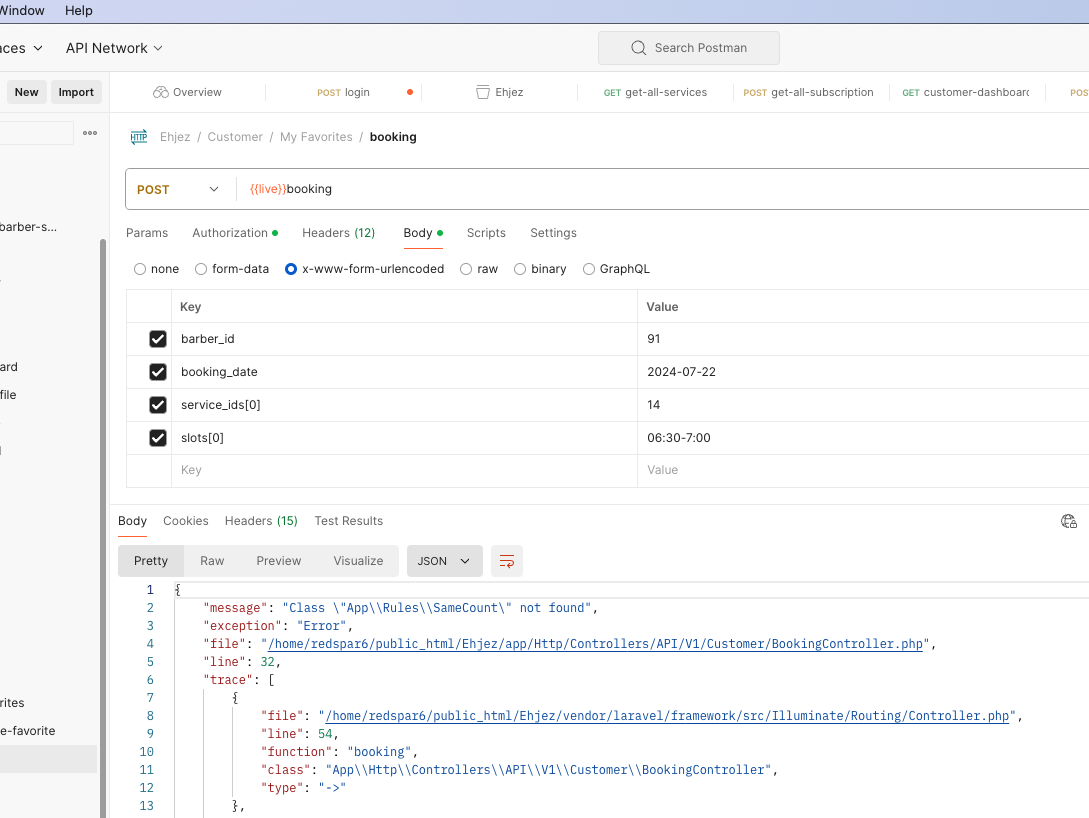 Window Help
aces API Network Search Postman
New Import Overview POST login Ehjez GET get-all-services POST get-all-subscription GET customer-dashboard POS
Ehjez / Customer / My Favorites / booking
HTTP
POST {{live}}booking
barber-s...
Params Authorization Headers (12) Body Scripts Settings
none form-data x-www-form-urlencoded raw binary GraphQL
Key Value
barber_id 91
ard
booking_date 2024-07-22
file
service_ids[0] 14
slots[0] 06:30-7:00
Key Value
Body Cookies Headers (15) Test Results
Pretty Raw Preview Visualize JSON
1 {
2 "message": "Class \"App\\Rules\\SameCount\" not found",
3 "exception": "Error",
4 "file": "/home/redspar6/public_html/Ehjez/app/Http/Controllers/API/V1/Customer/BookingController.php",
5 "line": 32,
6 "trace": [
7 {
rites
8 "file": "/home/redspar6/public_html/Ehjez/vendor/laravel/framework/src/Illuminate/Routing/Controller.php",
e-favorite
9 "line": 54,
10 "function": "booking",
11 "class": "App\\Http\\Controllers\\API\\V1\\Customer\\BookingController",
12 "type": "->"
13 },